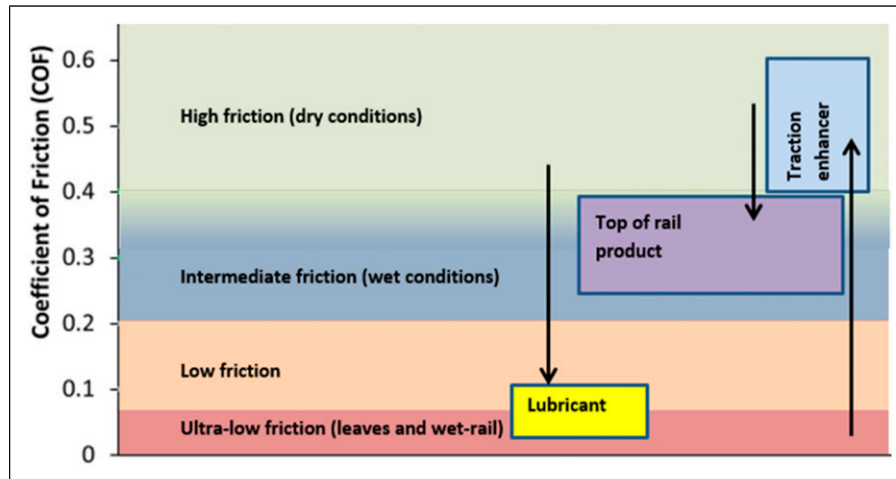 Coefficient of Friction (COF)
0.6
0.5
0.4
0.3
0.2
0.1
0
High friction (dry conditions)
Intermediate friction (wet conditions)
Low friction
Ultra-low friction (leaves and wet-rail)
Lubricant
Top of rail
product
Traction
enhancer